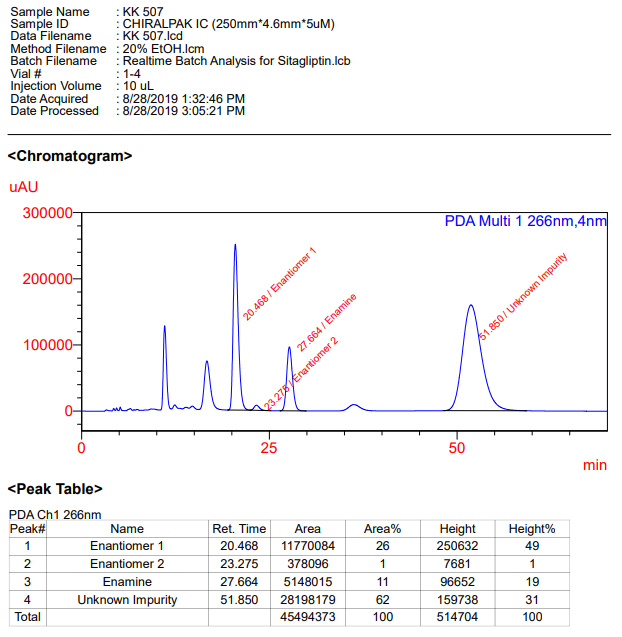 Sample Name : KK 507
Sample ID : CHIRALPAK IC (250mm*4.6mm*5uM)
Data Filename : KK 507.lcd
Method Filename : 20% EtOH.lcm
Batch Filename : Realtime Batch Analysis for Sitagliptin.lcb
Vial # : 1-4
Injection Volume : 10 uL
Date Acquired : 8/28/2019 1:32:46 PM
Date Processed : 8/28/2019 3:05:21 PM
<Chromatogram>
uAU
300000
PDA Multi 1 266nm,4nm
200000
100000
0
20.468 / Enantiomer 1
23.275 / Enantiomer 2
27.664 / Enamine
51.850 / Unknown Impurity
0 25 50
min
<Peak Table>
PDA Ch1 266nm
Peak# Name Ret. Time Area Area% Height Height%
1 Enantiomer 1 20.468 11770084 26 250632 49
2 Enantiomer 2 23.275 378096 1 7681 1
3 Enamine 27.664 5148015 11 96652 19
4 Unknown Impurity 51.850 28198179 62 159738 31
Total 45494373 100 514704 100